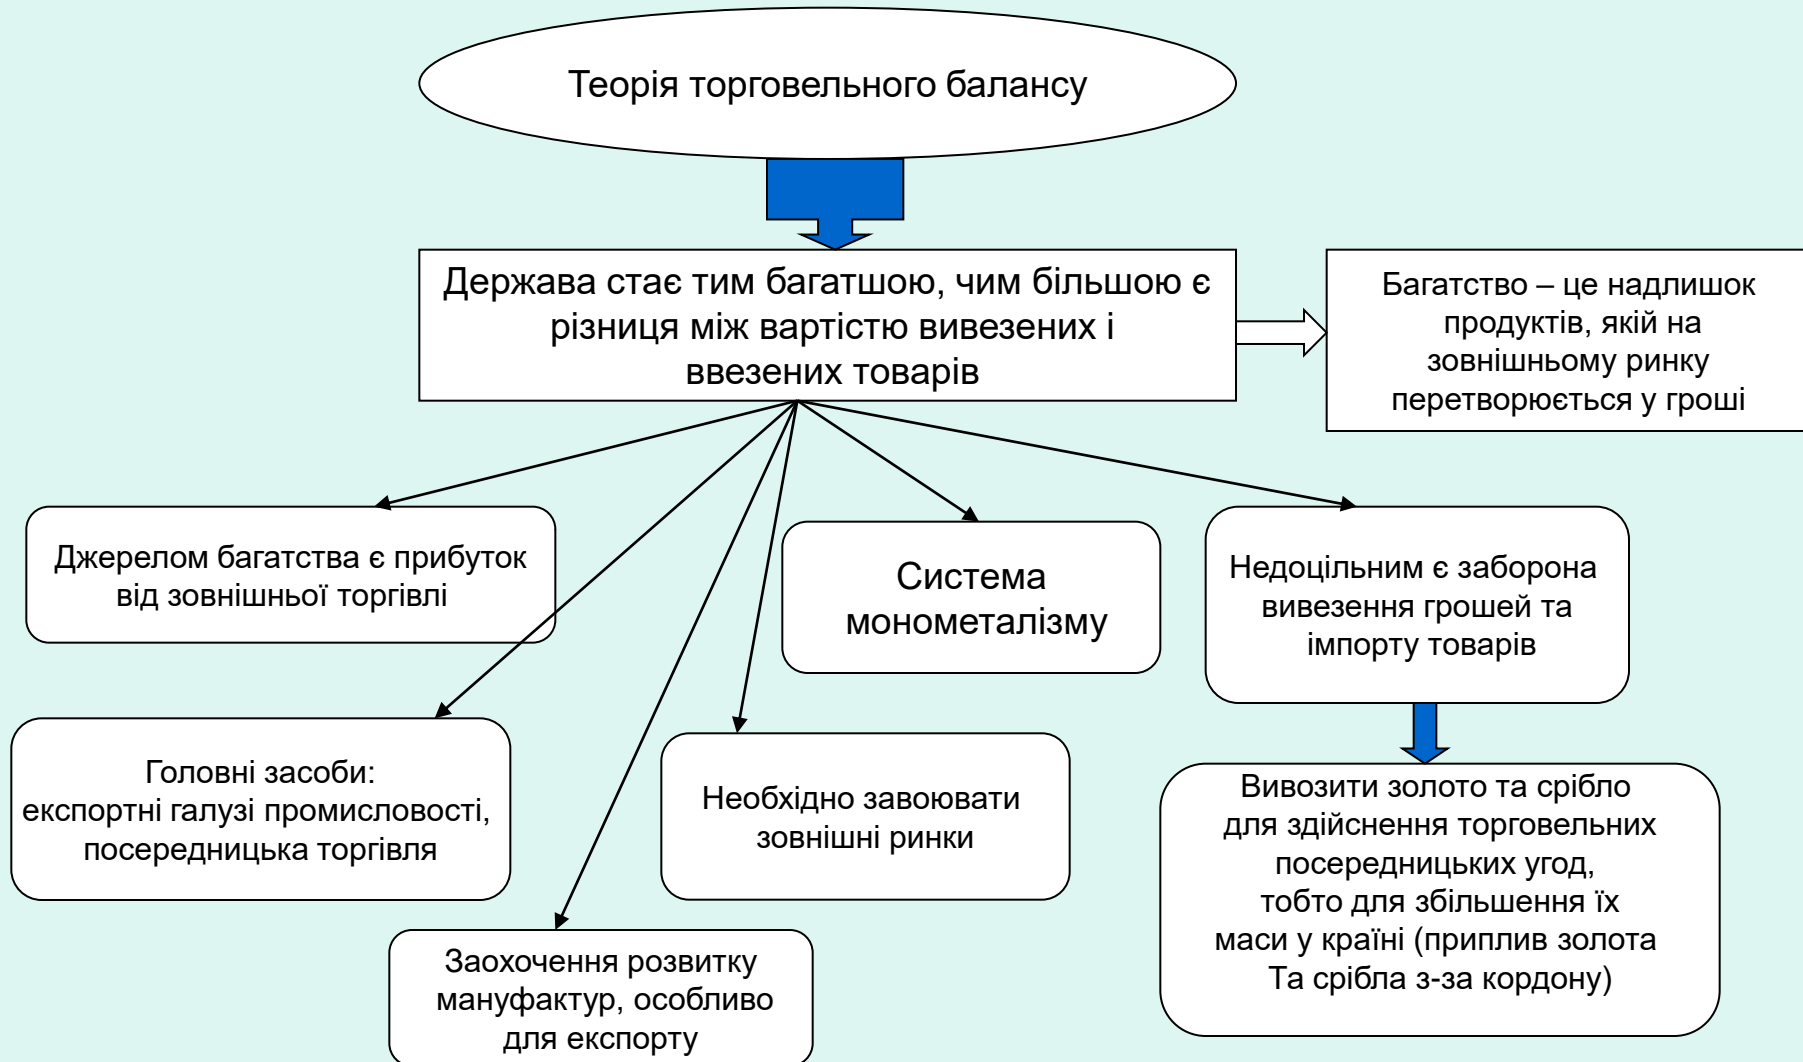 Теорія торговельного балансу
Держава стає тим багатшою, чим більшою є
різниця між вартістю вивезених і
ввезених товарів
Багатство – це надлишок
продуктів, якій на
зовнішньому ринку
перетворюється у гроші
Джерелом багатства є прибуток
від зовнішньої торгівлі
Система
монометалізму
Недоцільним є заборона
вивезення грошей та
імпорту товарів
Головні засоби:
експортні галузі промисловості,
посередницька торгівля
Необхідно завоювати
зовнішні ринки
Вивозити золото та срібло
для здійснення торговельних
посередницьких угод,
тобто для збільшення їх
маси у країні (приплив золота
Та срібла з-за кордону)
Заохочення розвитку
мануфактур, особливо
для експорту